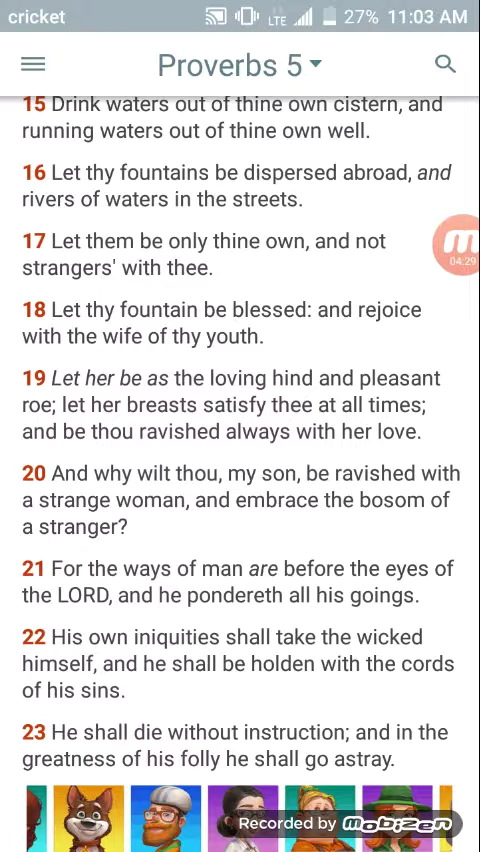 cricket LTE 27% 11:03 AM
Proverbs 5
15 Drink waters out of thine own cistern, and
running waters out of thine own well.
16 Let thy fountains be dispersed abroad, and
rivers of waters in the streets.
17 Let them be only thine own, and not
strangers' with thee.
04:29
18 Let thy fountain be blessed: and rejoice
with the wife of thy youth.
19 Let her be as the loving hind and pleasant
roe; let her breasts satisfy thee at all times;
and be thou ravished always with her love.
20 And why wilt thou, my son, be ravished with
a strange woman, and embrace the bosom of
a stranger?
21 For the ways of man are before the eyes of
the LORD, and he pondereth all his goings.
22 His own iniquities shall take the wicked
himself, and he shall be holden with the cords
of his sins.
23 He shall die without instruction; and in the
greatness of his folly he shall go astray.
Recorded by mobizen